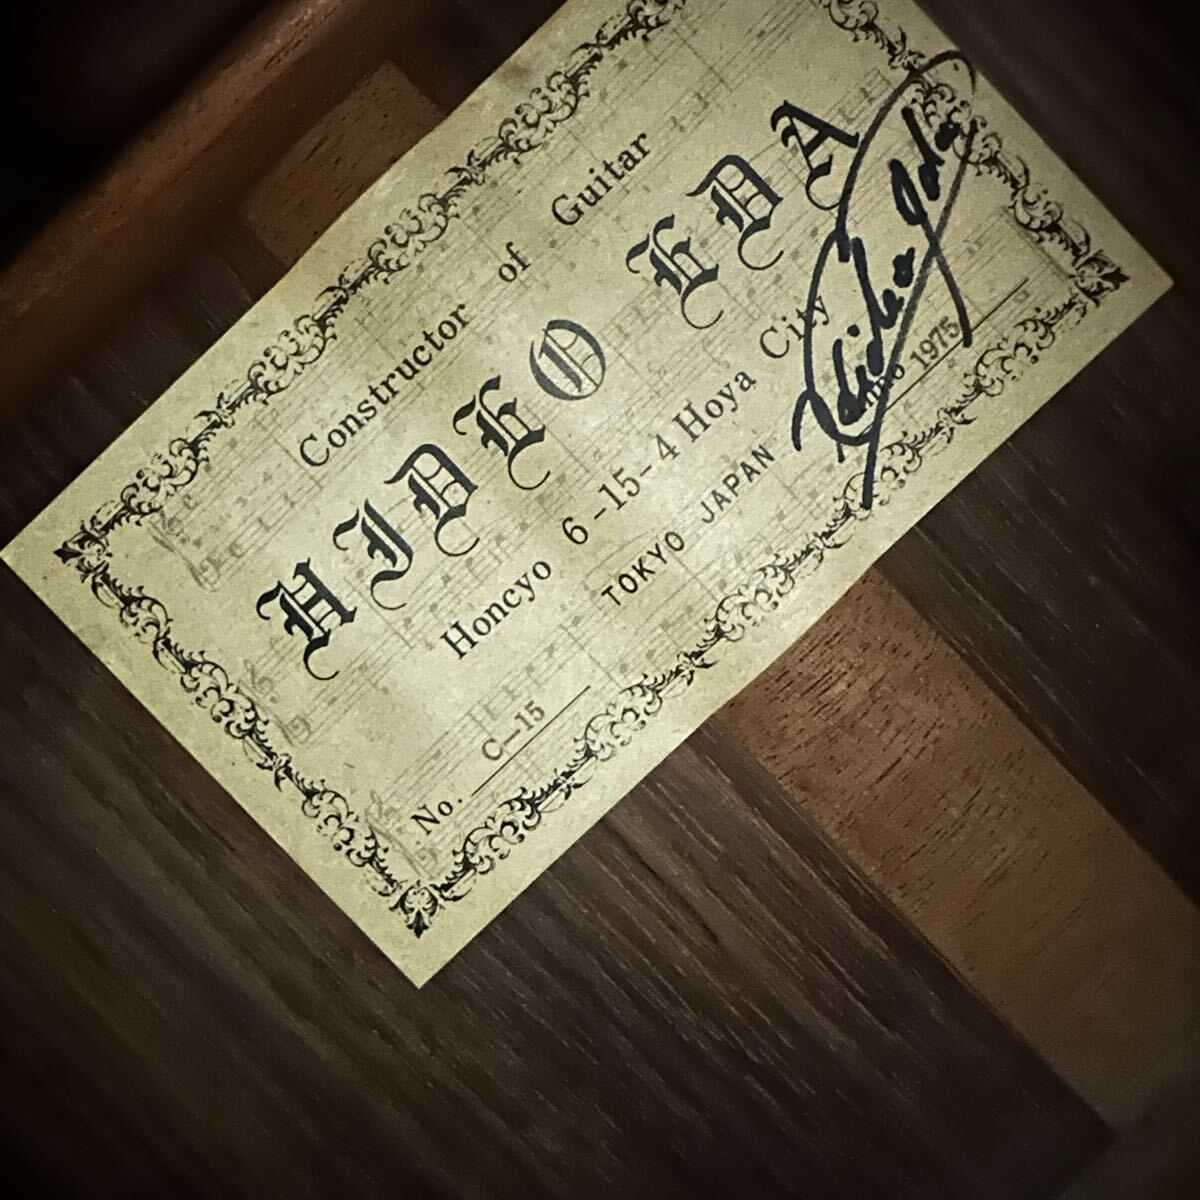 Constructor of Guitar
HIDEO EDA
Honcyo 6-15-4 Hoya City
TOKYO JAPAN
No. C-15
1975